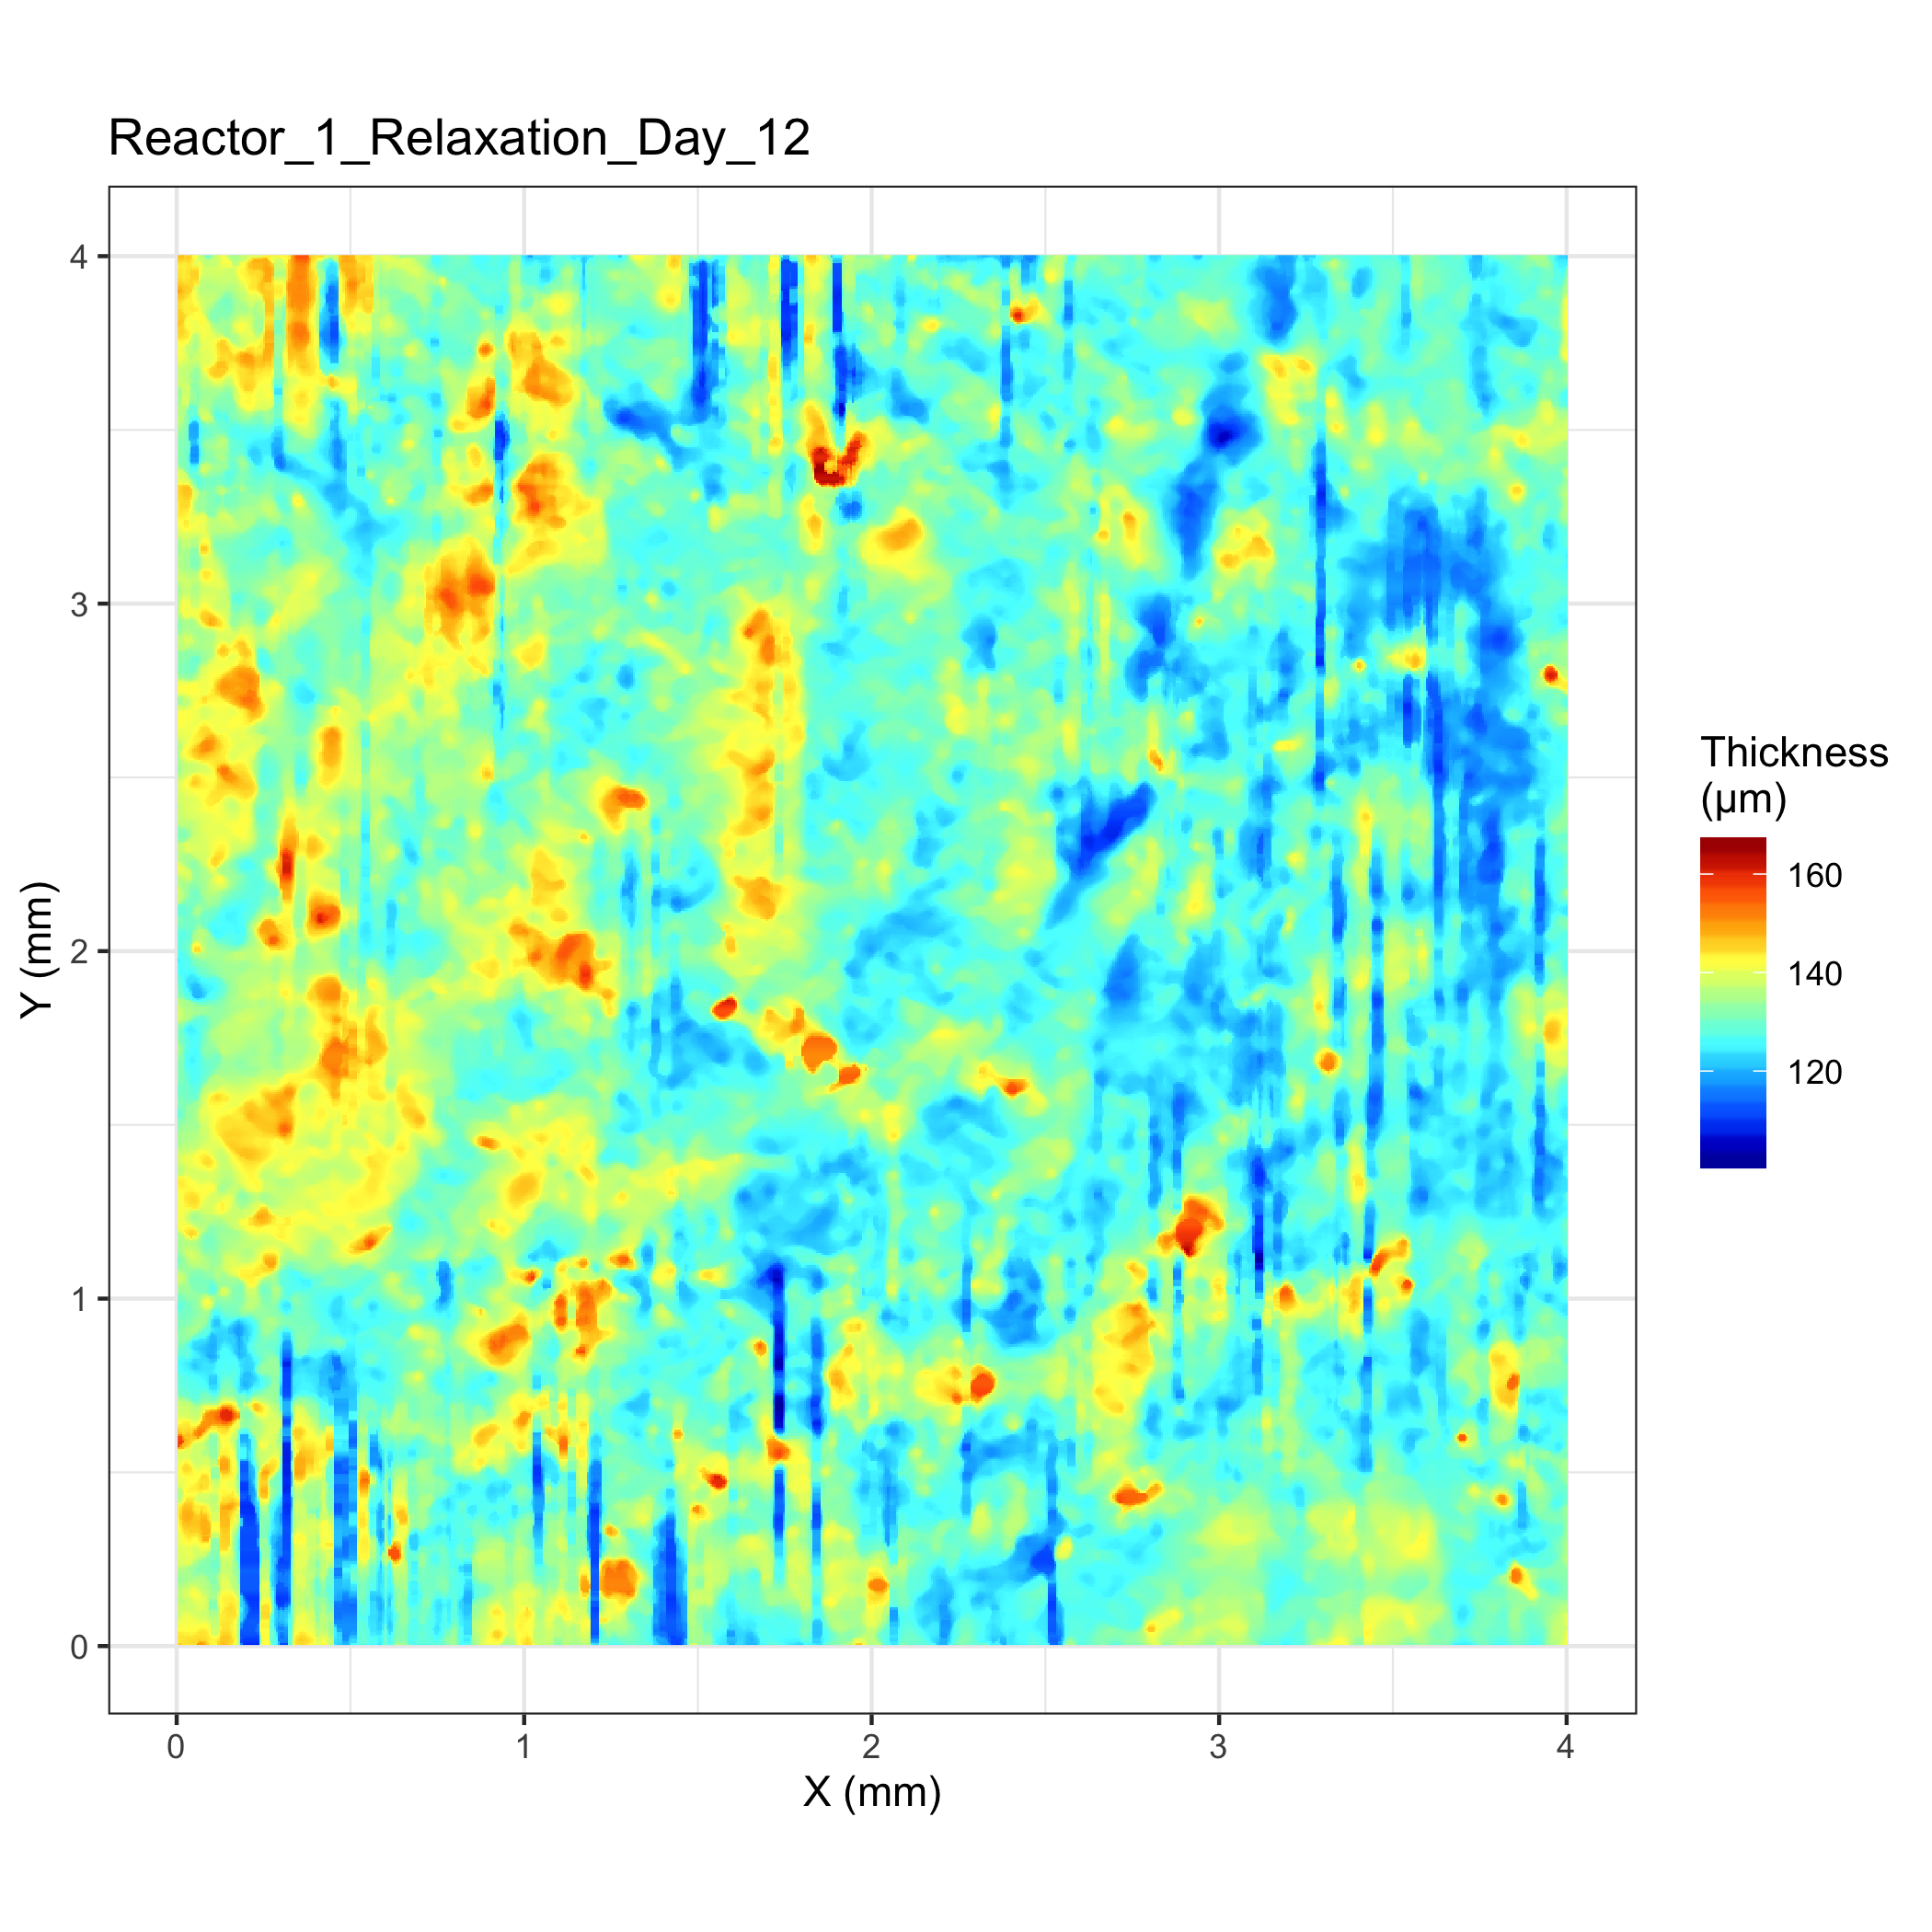 Reactor_1_Relaxation_Day_12
4
3
2
1
0
Y (mm)
0 1 2 3 4
X (mm)
Thickness
(μm)
160
140
120